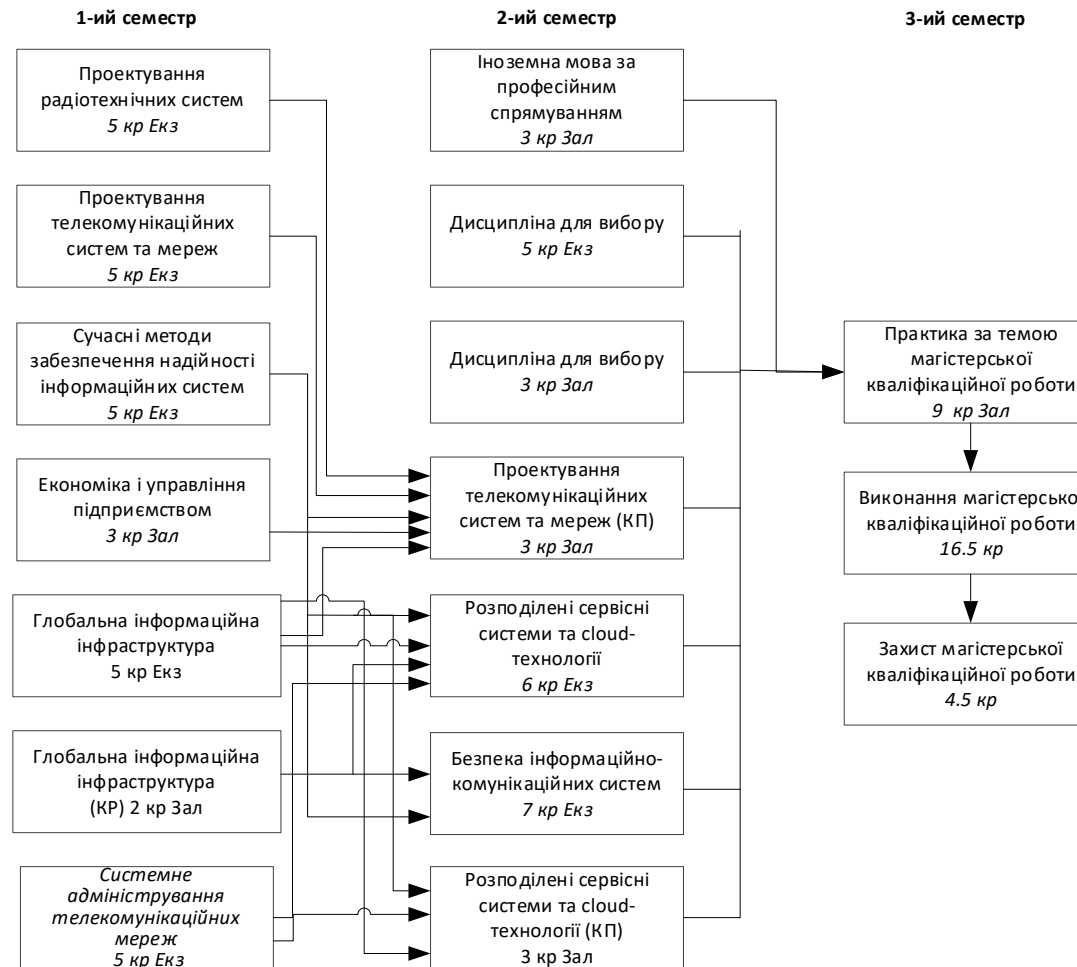 1-ий семестр
2-ий семестр
3-ий семестр
Проектування
радіотехнічних систем
5 кр Екз
Проектування
телекомунікаційних
систем та мереж
5 кр Екз
Сучасні методи
забезпечення надійності
інформаційних систем
5 кр Екз
Економіка і управління
підприємством
3 кр Зал
Глобальна інформаційна
інфраструктура
5 кр Екз
Глобальна інформаційна
інфраструктура
(КР) 2 кр Зал
Системне
адміністрування
телекомунікаційних
мереж
5 кр Екз
Іноземна мова за
професійним
спрямуванням
3 кр Зал
Дисципліна для вибору
5 кр Екз
Дисципліна для вибору
3 кр Зал
Проектування
телекомунікаційних
систем та мереж (КП)
3 кр Зал
Розподілені сервісні
системи та cloud-
технології
6 кр Екз
Безпека інформаційно-
комунікаційних систем
7 кр Екз
Розподілені сервісні
системи та cloud-
технології (КП)
3 кр Зал
Практика за темою
магістерської
кваліфікаційної роботи
9 кр Зал
Виконання магістерсько
кваліфікаційної роботи
16.5 кр
Захист магістерської
кваліфікаційної роботи
4.5 кр